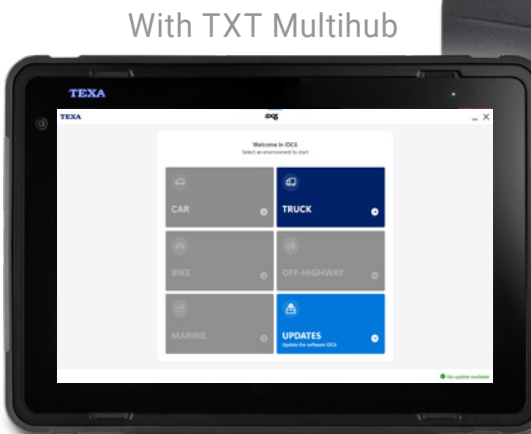 With TXT Multihub
TEXA
TEXA
IDC6
Welcome in IDC6
Select an environment to start
CAR
TRUCK
BIKE
OFF-HIGHWAY
MARINE
UPDATES
Update the software IDC6
No update available